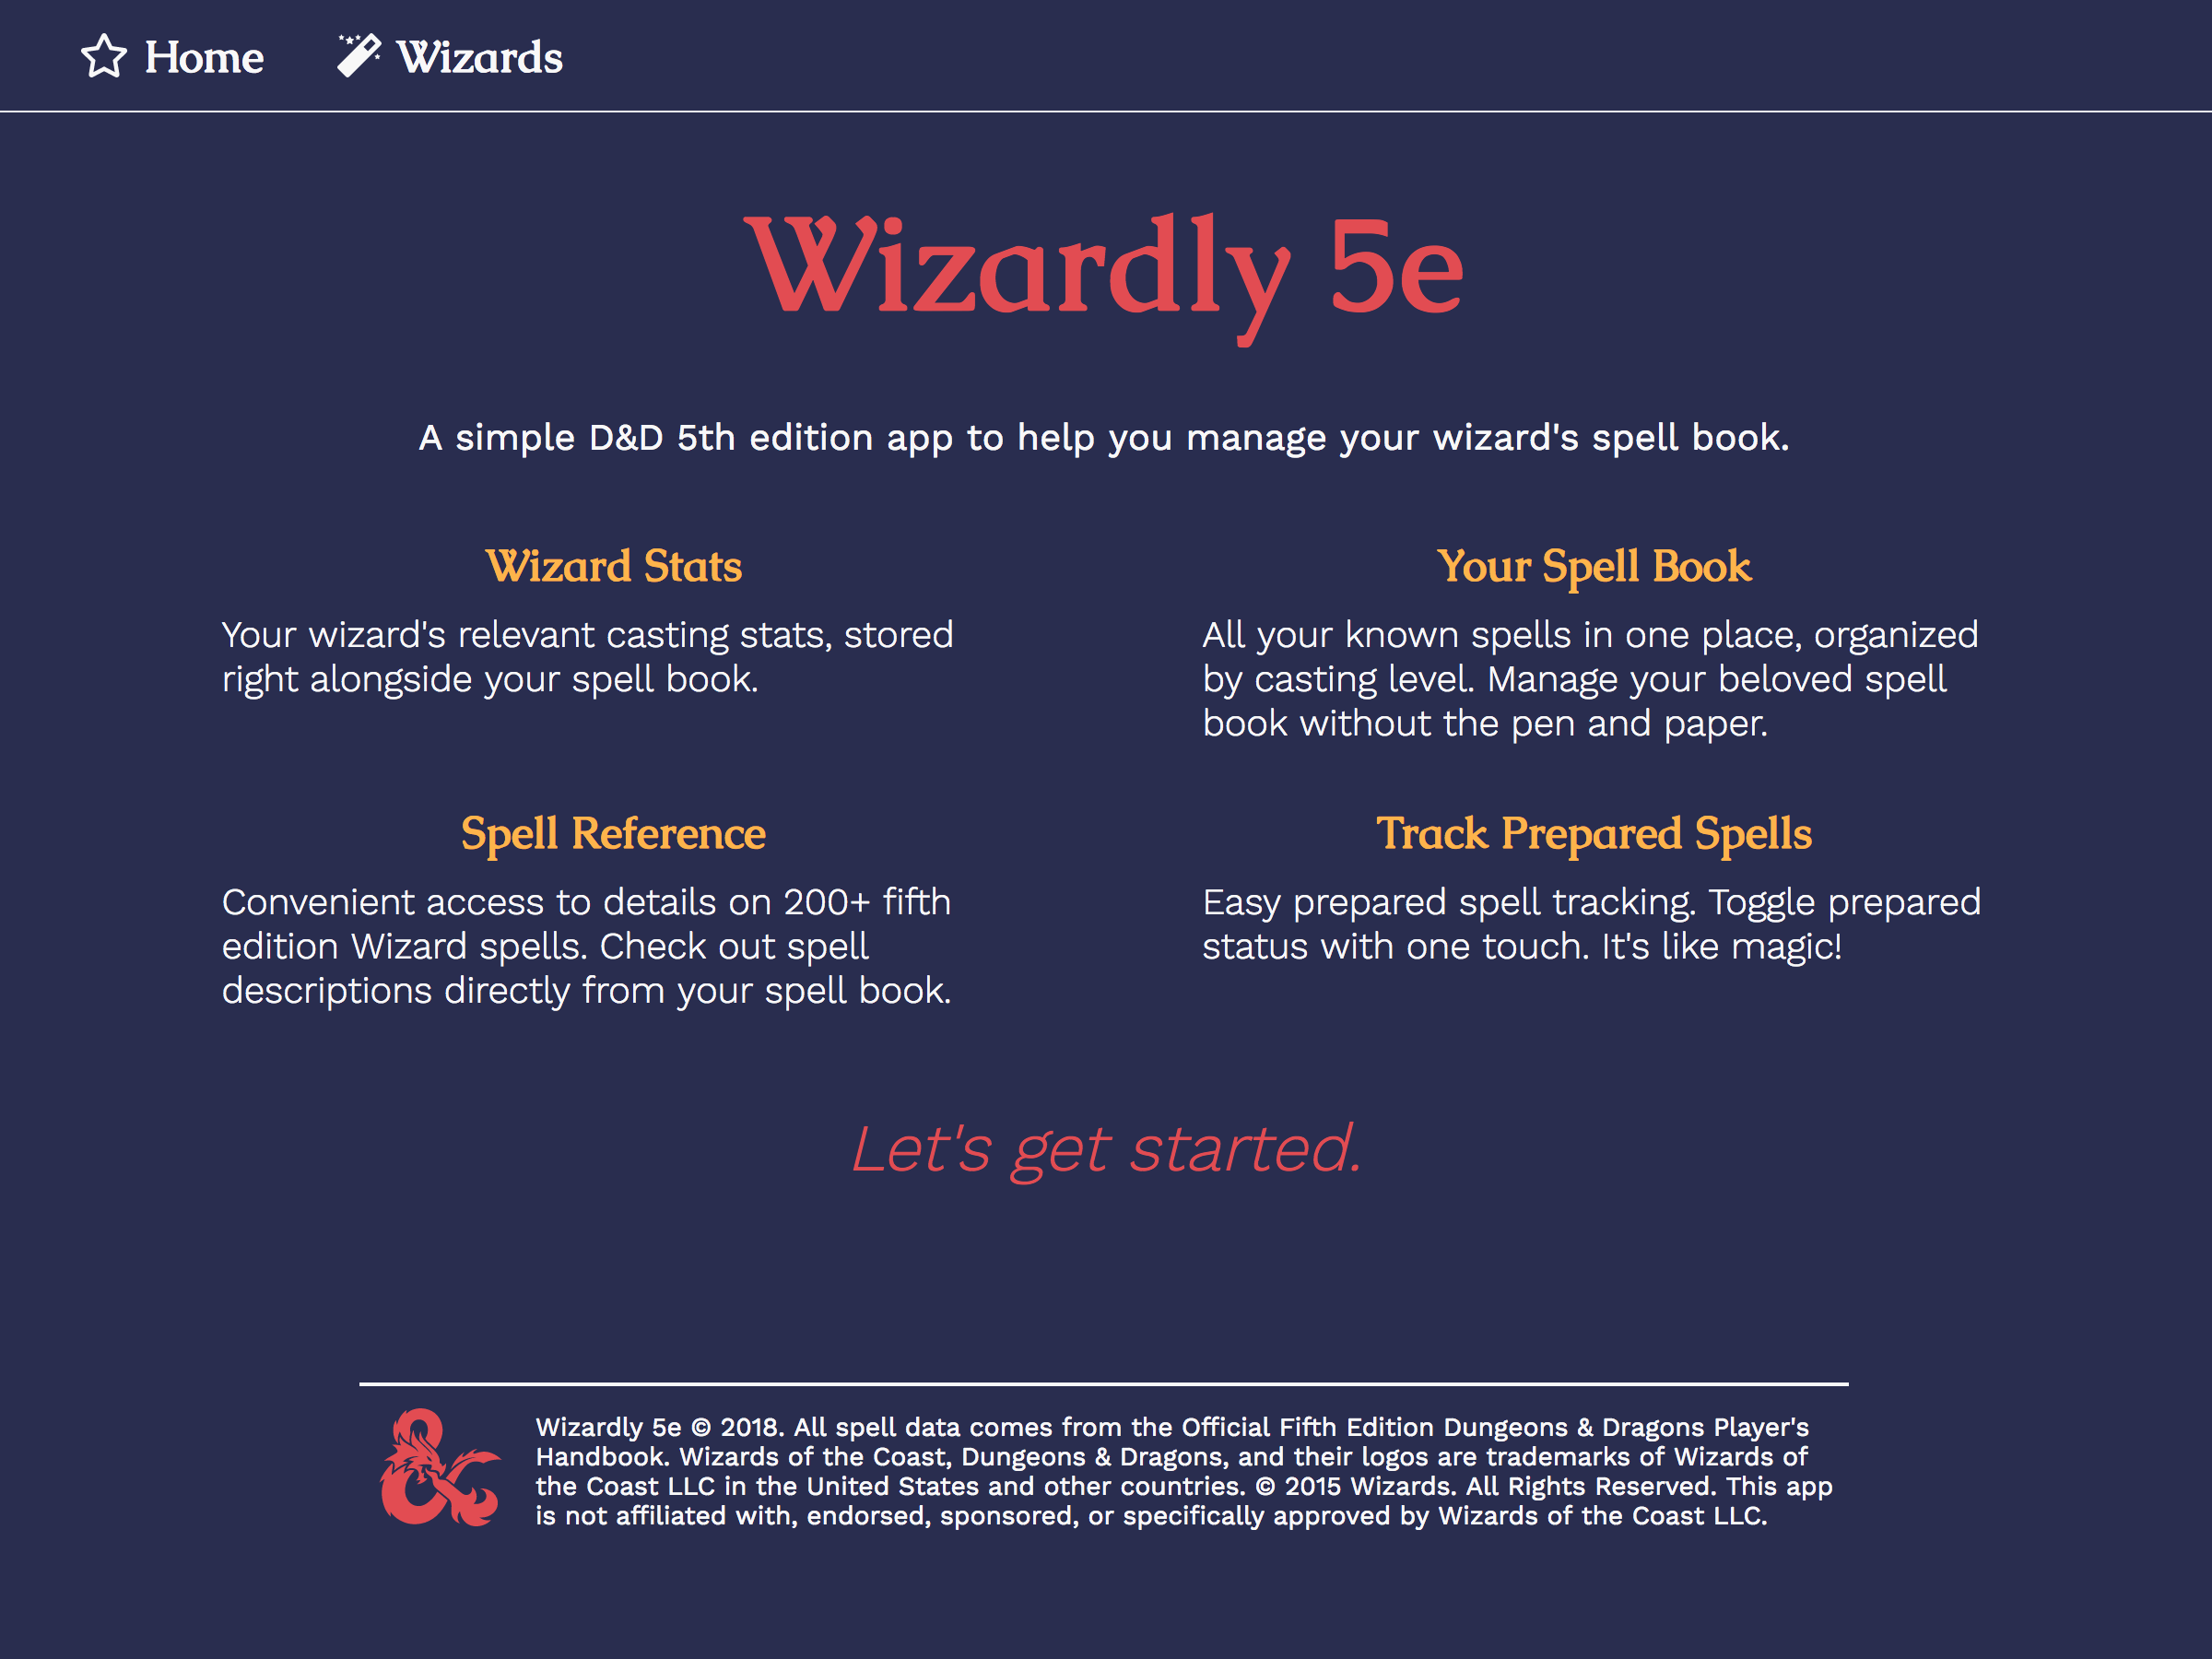 Home
Wizards
Wizardly 5e
A simple D&D 5th edition app to help you manage your wizard's spell book.
Wizard Stats
Your wizard's relevant casting stats, stored
right alongside your spell book.
Your Spell Book
All your known spells in one place, organized
by casting level. Manage your beloved spell
book without the pen and paper.
Spell Reference
Convenient access to details on 200+ fifth
edition Wizard spells. Check out spell
descriptions directly from your spell book.
Track Prepared Spells
Easy prepared spell tracking. Toggle prepared
status with one touch. It's like magic!
Let's get started.
Wizardly 5e © 2018. All spell data comes from the Official Fifth Edition Dungeons & Dragons Player's
Handbook. Wizards of the Coast, Dungeons & Dragons, and their logos are trademarks of Wizards of
the Coast LLC in the United States and other countries. © 2015 Wizards. All Rights Reserved. This app
is not affiliated with, endorsed, sponsored, or specifically approved by Wizards of the Coast LLC.